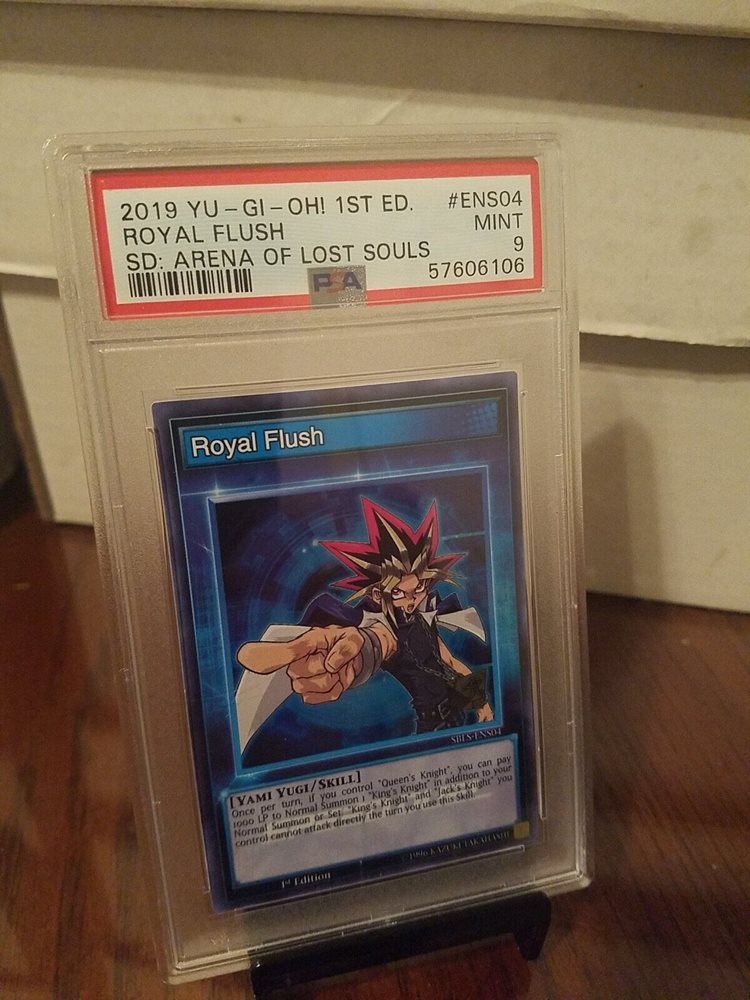 2019 YU-GI-OH! 1ST ED. #ENS04
ROYAL FLUSH MINT
SD: ARENA OF LOST SOULS 9
PSA 57606106
Royal Flush
SBLS-ENS04
[YAMI YUGI/SKILL]
Once per turn, if you control "Queen's Knight", you can pay
1000 LP to Normal Summon 1 "King's Knight" in addition to your
Normal Summon or Set. "King's Knight" and "Jack's Knight" you
control cannot attack directly the turn you use this Skill.
1st Edition ©1996 KAZUKI TAKAHASHI